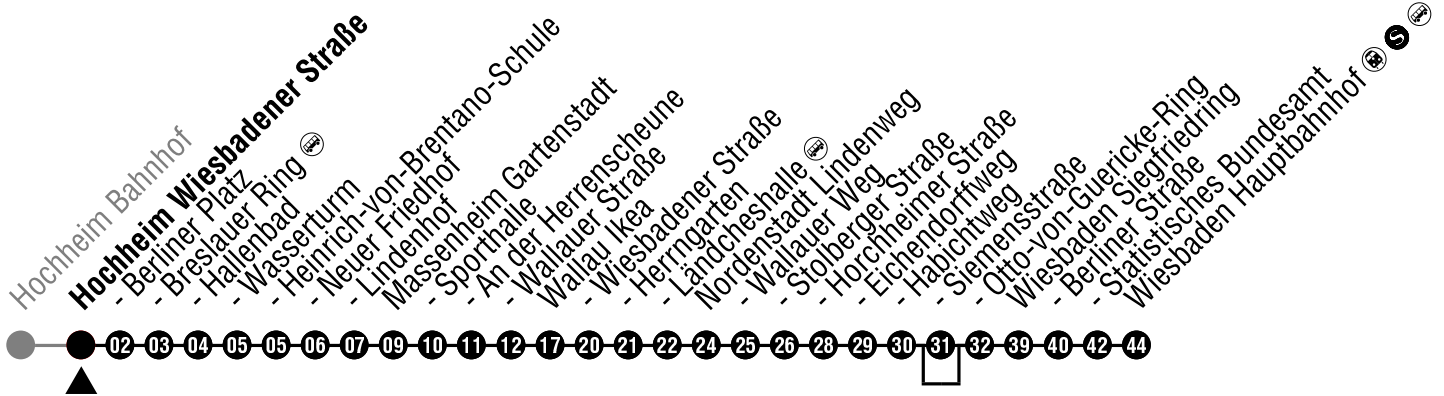 Hochheim Bahnhof
Hochheim Wiesbadener Straße
- Berliner Platz
- Breslauer Ring
- Hallenbad
- Wasserturm
- Heinrich-von-Brentano-Schule
- Neuer Friedhof
- Lindenhof
Massenheim Gartenstadt
- Sporthalle
- An der Herrenscheune
- Wallauer Straße
Wallau Ikea
- Wiesbadener Straße
- Herrngarten
- Ländcheshalle
Nordenstadt Lindenweg
- Wallauer Weg
- Stolberger Straße
- Horchheimer Straße
- Eichendorffweg
- Habichtweg
- Siemensstraße
- Otto-von-Guericke-Ring
Wiesbaden Siegfriedring
- Berliner Straße
- Statistisches Bundesamt
Wiesbaden Hauptbahnhof S
02 03 04 05 05 06 07 09 10 11 12 17 20 21 22 24 25 26 28 29 30 31 32 39 40 42 44